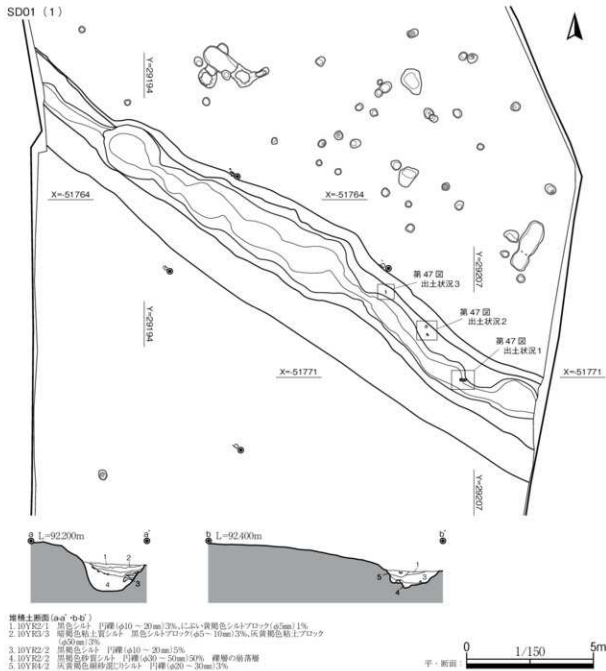 SD01 (1)
Y=29194
X=-51764
X=-51764
Y=29207
第 47 図
出土状況3
第 47 図
出土状況2
第 47 図
出土状況1
Y=29194
X=-51771
X=-51771
Y=29207
a L=92.200m a'
b L=92.400m b'
1 2 3 4
5 4 3
堆積土断面(a-a'・b-b')
1. 10YR2/1 黒色シルト 円礫(φ10～20㎜)3%、にぶい黄褐色シルトブロック(φ5㎜)1%
2. 10YR3/3 暗褐色粘土質シルト 黒色シルトブロック(φ5～10㎜)3%、灰黄褐色粘土ブロック
(φ50㎜)3%
3. 10YR2/2 黒褐色シルト 円礫(φ10～20㎜)5%
4. 10YR2/2 黒褐色砂質シルト 円礫(φ30～50㎜)50% 礫層の崩落層
5. 10YR4/2 灰黄褐色細砂混じりシルト 円礫(φ20～30㎜)3%
平・断面: 0 1/150 5m